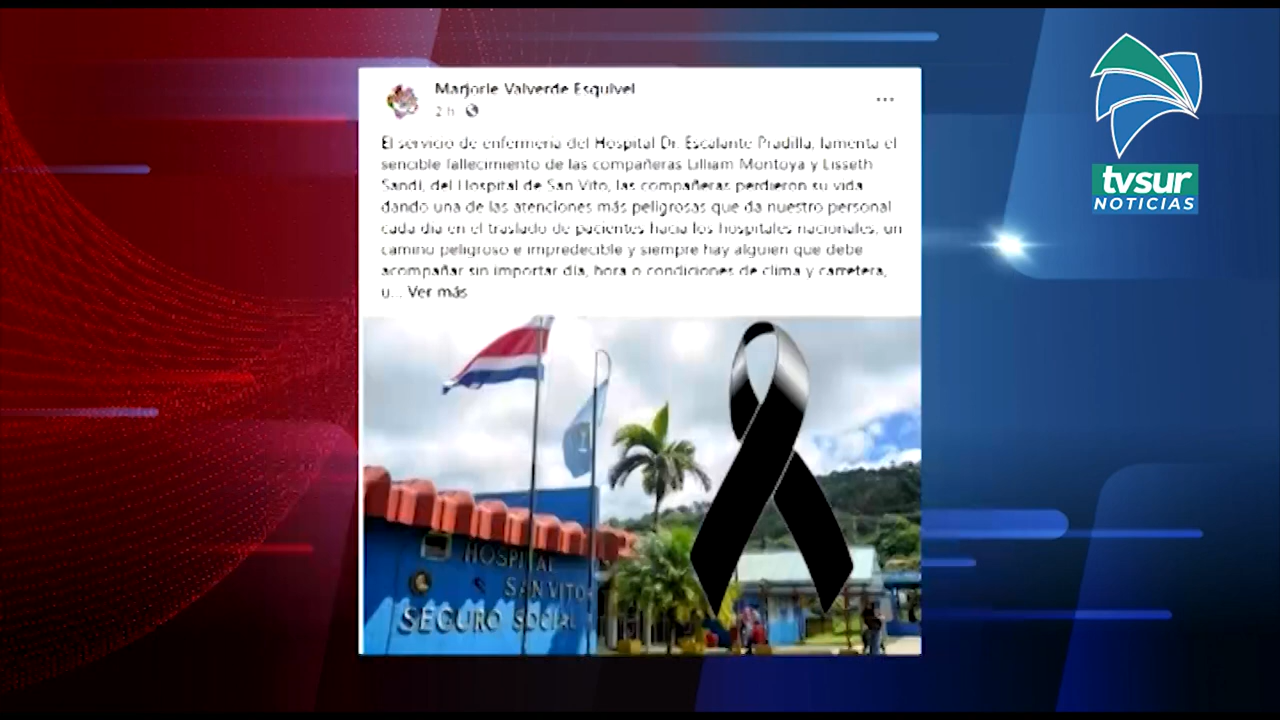 Marjorie Valverde Esquivel
2 h
El servicio de enfermería del Hospital Dr. Escalante Pradilla, lamenta el
sencible fallecimiento de las compañeras Lilliam Montoya y Lisseth
Sandí, del Hospital de San Vito, las compañeras perdieron su vida
dando una de las atenciones más peligrosas que da nuestro personal
cada día en el traslado de pacientes hacia los hospitales nacionales, un
camino peligroso e impredecible y siempre hay alguien que debe
acompañar sin importar día, hora o condiciones de clima y carretera,
u... Ver más
tvsur
NOTICIAS
HOSPITAL
SAN VITO
SEGURO SOCIAL